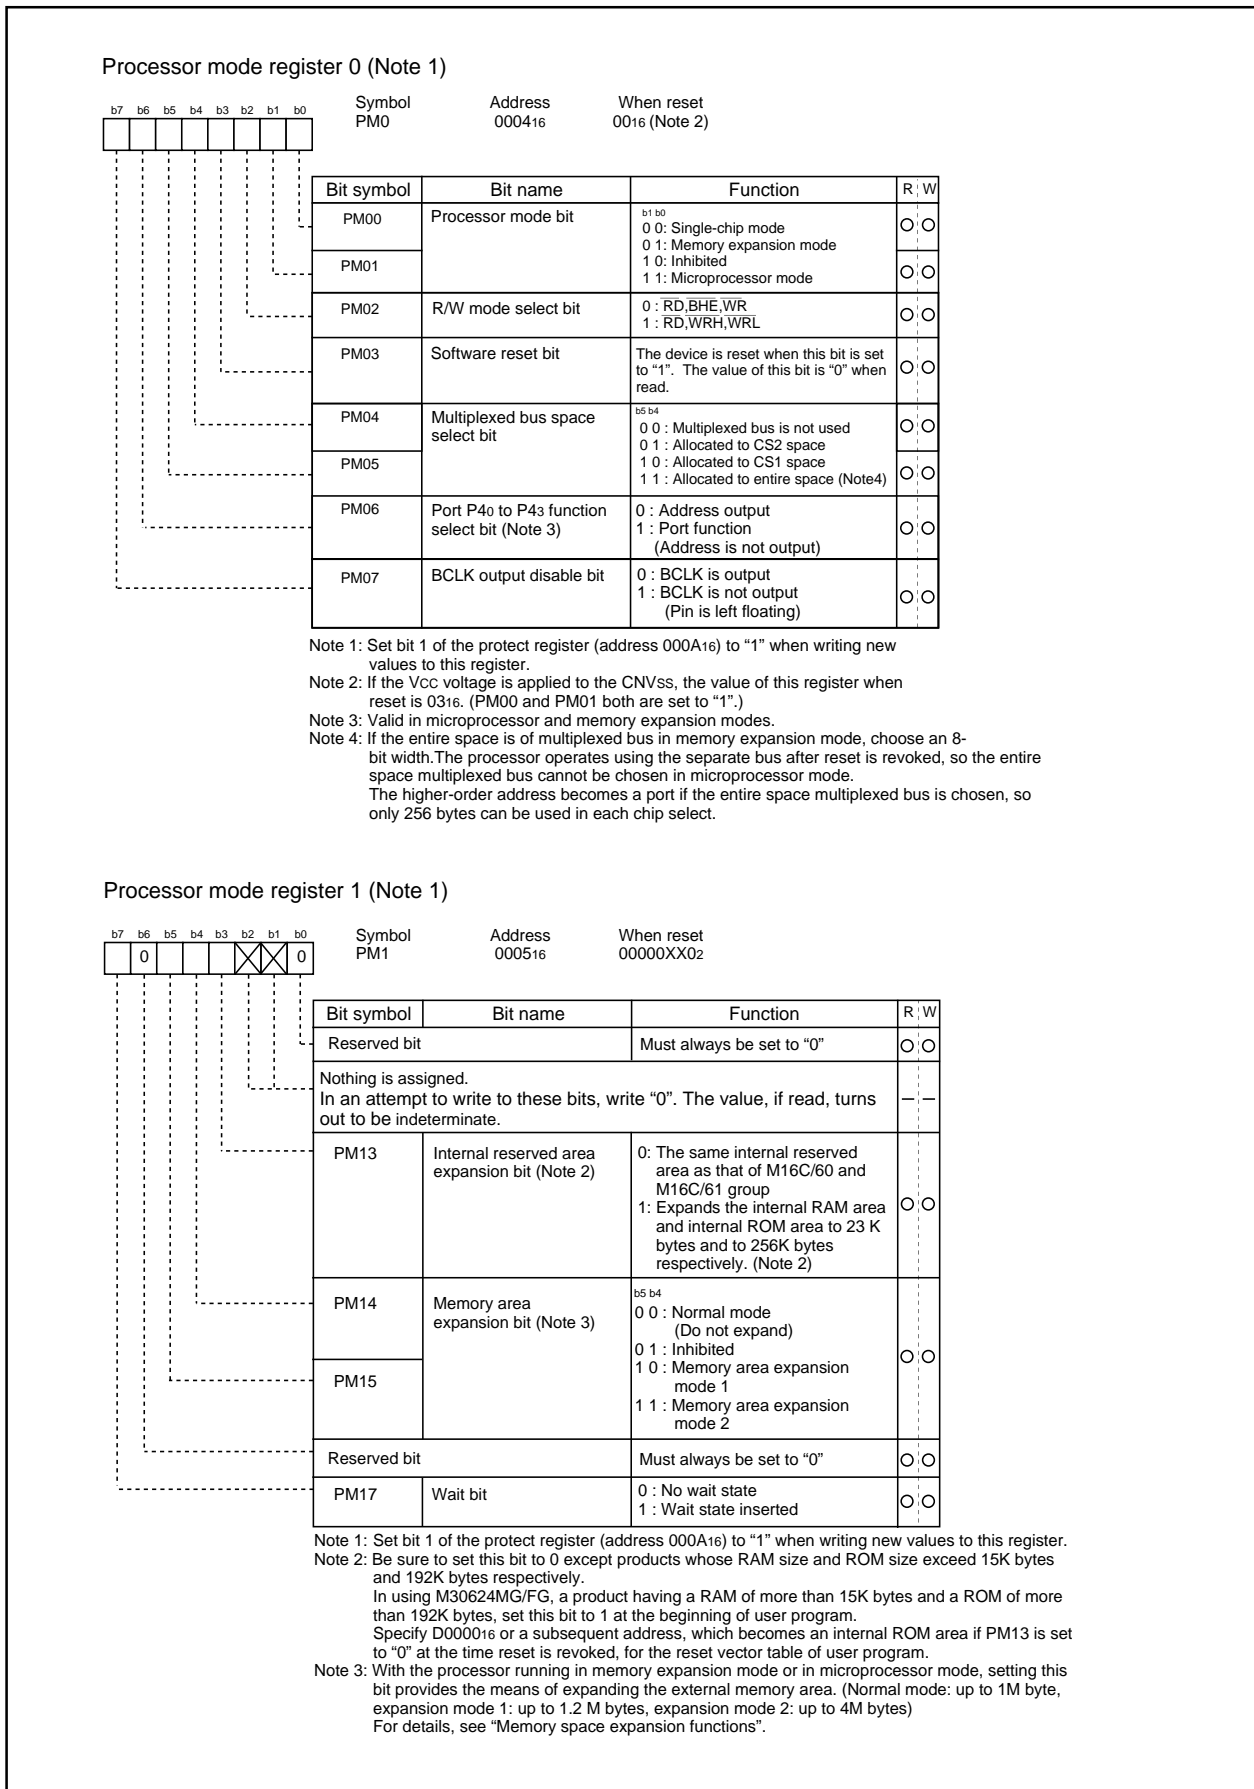 Processor mode register 0 (Note 1)
b7 b6 b5 b4 b3 b2 b1 b0
Symbol Address When reset
PM0 000416 0016 (Note 2)
Bit symbol Bit name Function R W
PM00 Processor mode bit
b1 b0
0 0: Single-chip mode
0 1: Memory expansion mode
PM01
1 0: Inhibited
1 1: Microprocessor mode
PM02 R/W mode select bit 0 : RD,BHE,WR
1 : RD,WRH,WRL
PM03 Software reset bit The device is reset when this bit is set
to “1”. The value of this bit is “0” when
read.
PM04 Multiplexed bus space
select bit
b5 b4
0 0 : Multiplexed bus is not used
0 1 : Allocated to CS2 space
PM05
1 0 : Allocated to CS1 space
1 1 : Allocated to entire space (Note4)
PM06 Port P40 to P43 function
select bit (Note 3)
0 : Address output
1 : Port function
(Address is not output)
PM07 BCLK output disable bit 0 : BCLK is output
1 : BCLK is not output
(Pin is left floating)
Note 1: Set bit 1 of the protect register (address 000A16) to “1” when writing new
values to this register.
Note 2: If the VCC voltage is applied to the CNVSS, the value of this register when
reset is 0316. (PM00 and PM01 both are set to “1”.)
Note 3: Valid in microprocessor and memory expansion modes.
Note 4: If the entire space is of multiplexed bus in memory expansion mode, choose an 8-
bit width.The processor operates using the separate bus after reset is revoked, so the entire
space multiplexed bus cannot be chosen in microprocessor mode.
The higher-order address becomes a port if the entire space multiplexed bus is chosen, so
only 256 bytes can be used in each chip select.
Processor mode register 1 (Note 1)
b7 b6 b5 b4 b3 b2 b1 b0
0 0
Symbol Address When reset
PM1 000516 00000XX02
Bit symbol Bit name Function R W
Reserved bit Must always be set to “0”
Nothing is assigned.
In an attempt to write to these bits, write “0”. The value, if read, turns
out to be indeterminate.
PM13 Internal reserved area
expansion bit (Note 2)
0: The same internal reserved
area as that of M16C/60 and
M16C/61 group
1: Expands the internal RAM area
and internal ROM area to 23 K
bytes and to 256K bytes
respectively. (Note 2)
PM14 Memory area
expansion bit (Note 3)
b5 b4
0 0 : Normal mode
(Do not expand)
0 1 : Inhibited
PM15
1 0 : Memory area expansion
mode 1
1 1 : Memory area expansion
mode 2
Reserved bit Must always be set to “0”
PM17 Wait bit 0 : No wait state
1 : Wait state inserted
Note 1: Set bit 1 of the protect register (address 000A16) to “1” when writing new values to this register.
Note 2: Be sure to set this bit to 0 except products whose RAM size and ROM size exceed 15K bytes
and 192K bytes respectively.
In using M30624MG/FG, a product having a RAM of more than 15K bytes and a ROM of more
than 192K bytes, set this bit to 1 at the beginning of user program.
Specify D000016 or a subsequent address, which becomes an internal ROM area if PM13 is set
to “0” at the time reset is revoked, for the reset vector table of user program.
Note 3: With the processor running in memory expansion mode or in microprocessor mode, setting this
bit provides the means of expanding the external memory area. (Normal mode: up to 1M byte,
expansion mode 1: up to 1.2 M bytes, expansion mode 2: up to 4M bytes)
For details, see “Memory space expansion functions”.